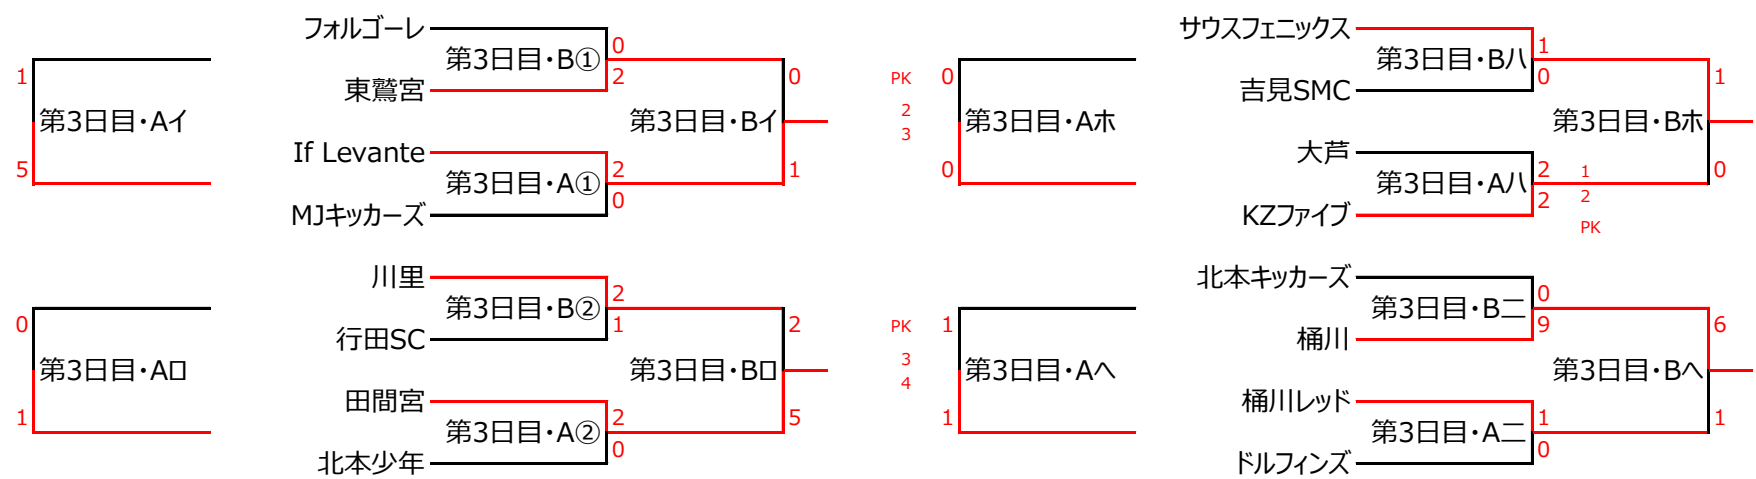 フォルゴーレ
0
第3日目・B①
2
東鷲宮
1
第3日目・Aイ
5
0
第3日目・Bイ
1
If Levante
2
第3日目・A①
0
MJキッカーズ
川里
2
第3日目・B②
1
行田SC
0
第3日目・Aロ
1
2
第3日目・Bロ
5
田間宮
2
第3日目・A②
0
北本少年
サウスフェニックス
1
第3日目・Bハ
0
吉見SMC
PK 0
2
3
第3日目・Aホ
0
1
第3日目・Bホ
0
大芦
2 1
第3日目・Aハ
2 2
PK
KZファイブ
北本キッカーズ
0
第3日目・Bニ
9
桶川
PK 1
3
4
第3日目・Aヘ
1
6
第3日目・Bヘ
1
桶川レッド
1
第3日目・Aニ
0
ドルフィンズ